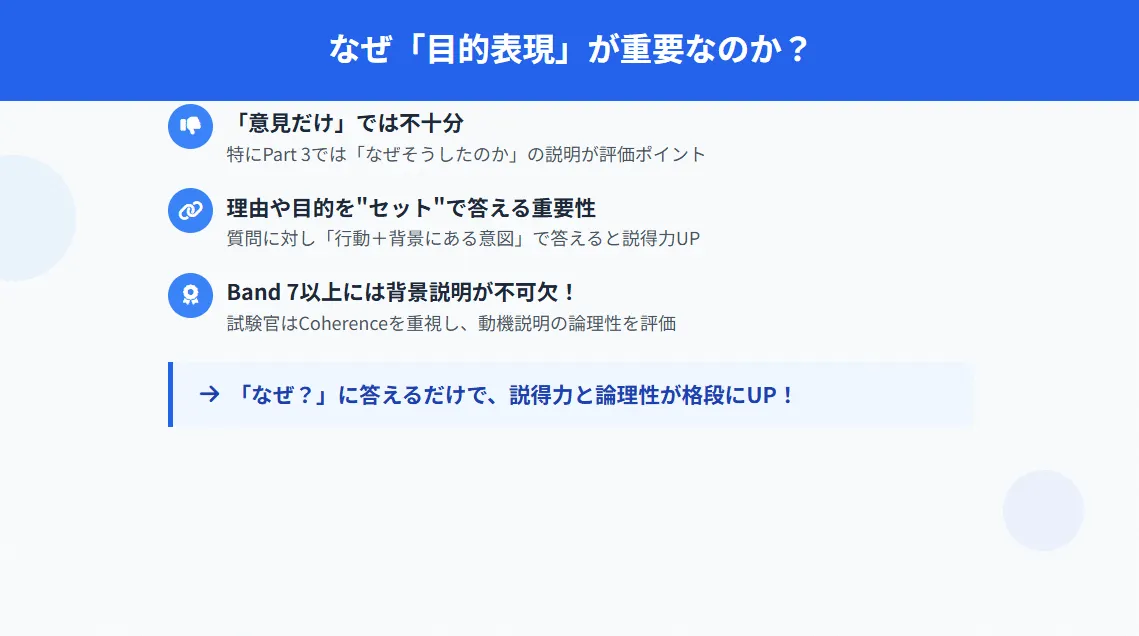 なぜ「目的表現」が重要なのか？
「意見だけ」では不十分
特にPart 3では「なぜそうしたのか」の説明が評価ポイント
理由や目的を"セット"で答える重要性
質問に対し「行動＋背景にある意図」で答えると説得力UP
Band 7以上には背景説明が不可欠！
試験官はCoherenceを重視し、動機説明の論理性を評価
→ 「なぜ？」に答えるだけで、説得力と論理性が格段にUP！